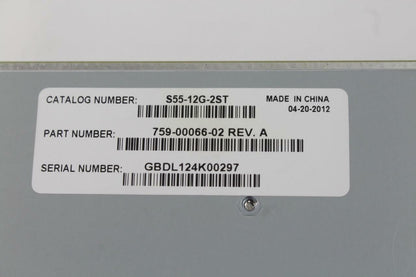 CATALOG NUMBER: S55-12G-2ST
MADE IN CHINA
04-20-2012
PART NUMBER: 759-00066-02 REV. A
SERIAL NUMBER: GBDL124K00297